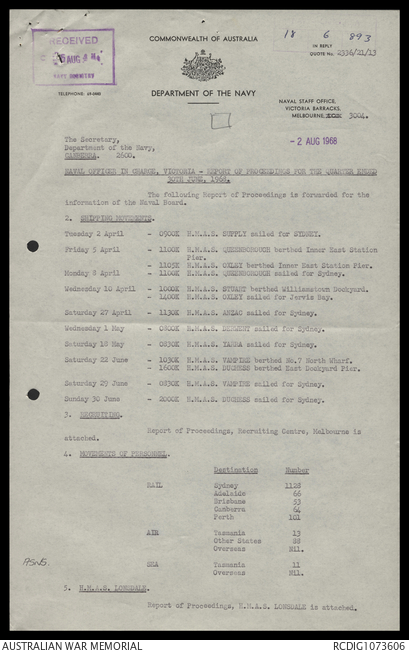 18 6 893
COMMONWEALTH OF AUSTRALIA
RECEIVED
AUG
NAVY
IN REPLY
QUOTE No. 2336/21/13
TELEPHONE:
DEPARTMENT OF THE NAVY
NAVAL STAFF OFFICE,
VICTORIA BARRACKS,
MELBOURNE 3004.
- 2 AUG 1968
The Secretary,
Department of the Navy,
CANBERRA. 2600.
NAVAL OFFICER IN CHARGE, VICTORIA - REPORT OF PROCEEDINGS FOR THE QUARTER ENDED
30TH JUNE, 1968.
The following Report of Proceedings is forwarded for the
information of the Naval Board.
2. SHIPPING MOVEMENTS.
Tuesday 2 April - 0900K H.M.A.S. SUPPLY sailed for SYDNEY.
Friday 5 April - 1100K H.M.A.S. QUEENBOROUGH berthed Inner East Station
Pier.
- 1105K H.M.A.S. OXLEY berthed Inner East Station Pier.
Monday 8 April - 1100K H.M.A.S. QUEENBOROUGH sailed for Sydney.
Wednesday 10 April - 1000K H.M.A.S. STUART berthed Williamstown Dockyard.
- 1400K H.M.A.S. OXLEY sailed for Jervis Bay.
Saturday 27 April - 1130K H.M.A.S. ANZAC sailed for Sydney.
Wednesday 1 May - 0800K H.M.A.S. DERWENT sailed for Sydney.
Saturday 18 May - 0830K H.M.A.S. YARRA sailed for Sydney.
Saturday 22 June - 1030K H.M.A.S. VAMPIRE berthed No.7 North Wharf.
- 1600K H.M.A.S. DUCHESS berthed East Dockyard Pier.
Saturday 29 June - 0830K H.M.A.S. VAMPIRE sailed for Sydney.
Sunday 30 June - 2000K H.M.A.S. DUCHESS sailed for Sydney.
3. RECRUITING.
Report of Proceedings, Recruiting Centre, Melbourne is
attached.
4. MOVEMENTS OF PERSONNEL.
Destination Number
RAIL Sydney 1128
Adelaide 66
Brisbane 53
Canberra 64
Perth 101
AIR Tasmania 13
Other States 88
Overseas Nil.
SEA Tasmania 11
Overseas Nil.
5. H.M.A.S. LONSDALE.
Report of Proceedings, H.M.A.S. LONSDALE is attached.
AUSTRALIAN WAR MEMORIAL RCDIG1073606